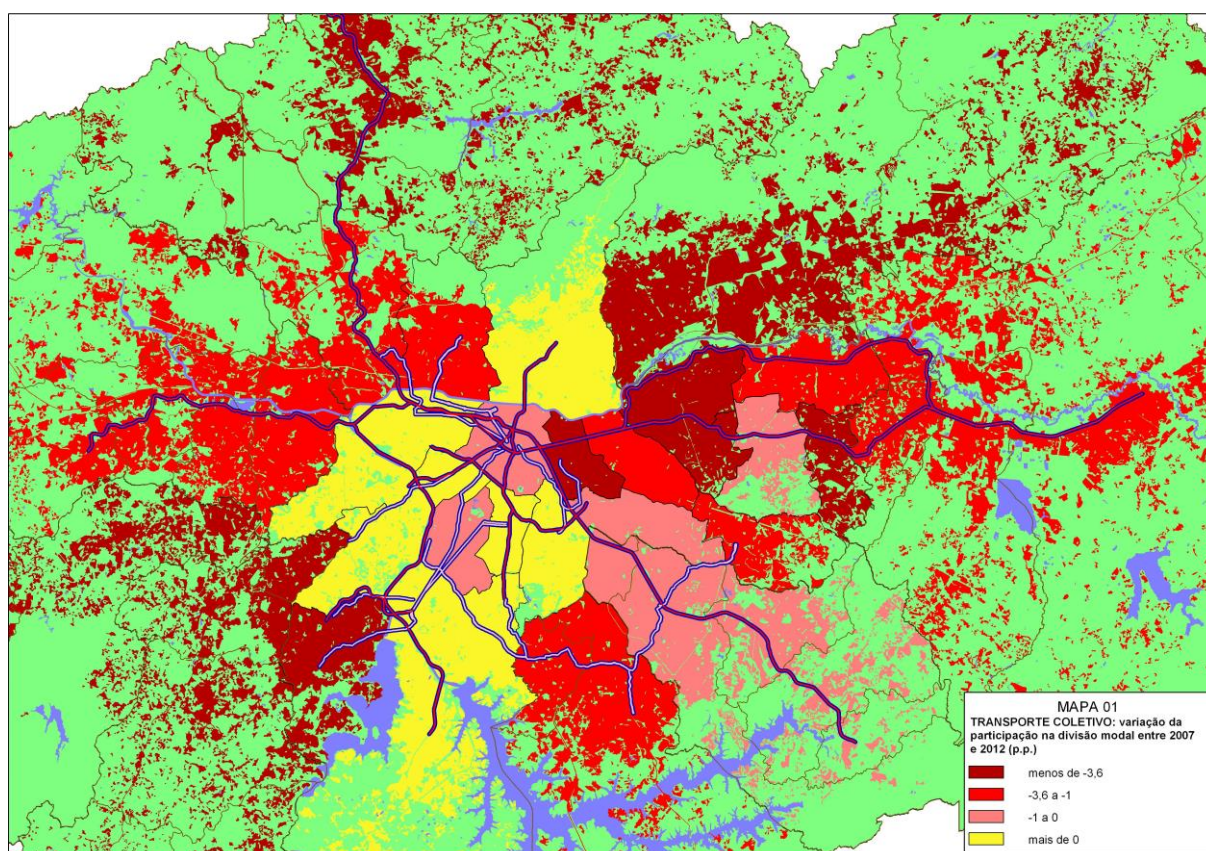 MAPA 01
TRANSPORTE COLETIVO: variação da
participação na divisão modal entre 2007
e 2012 (p.p.)
menos de -3,6
-3,6 a -1
-1 a 0
mais de 0